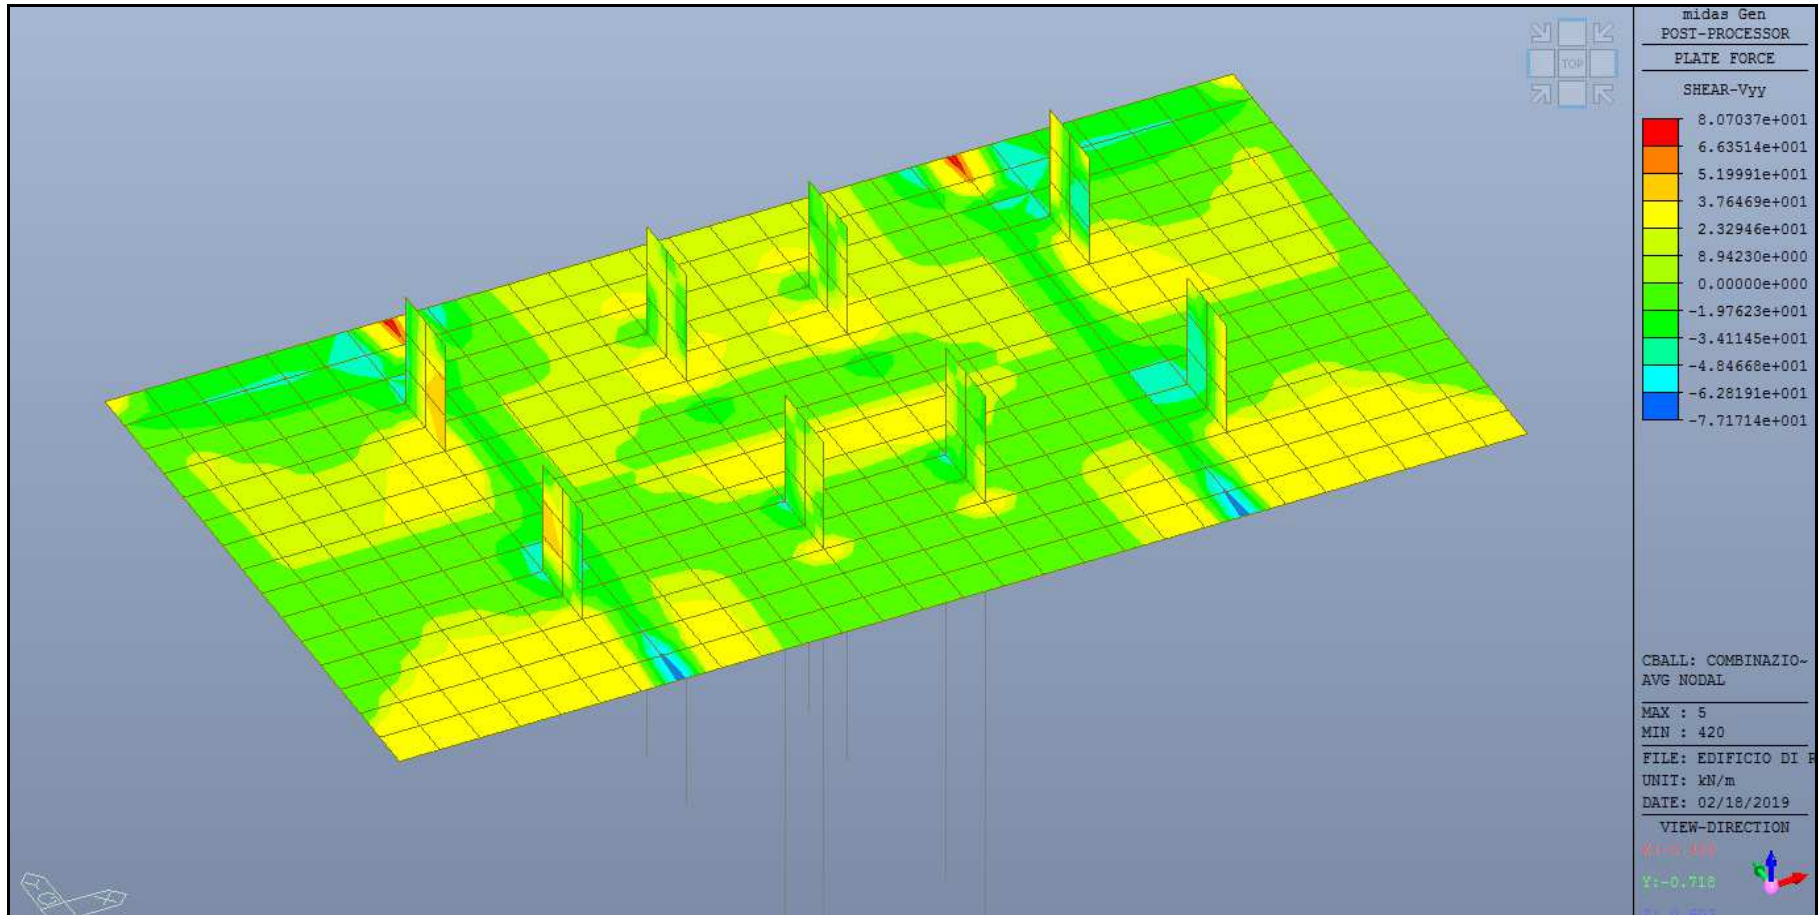 TOP
midas Gen
POST-PROCESSOR
PLATE FORCE
SHEAR-Vyy
8.07037e+001
6.63514e+001
5.19991e+001
3.76469e+001
2.32946e+001
8.94230e+000
0.00000e+000
-1.97623e+001
-3.41145e+001
-4.84668e+001
-6.28191e+001
-7.71714e+001
CBALL: COMBINAZIO~
AVG NODAL
MAX : 5
MIN : 420
FILE: EDIFICIO DI
UNIT: kN/m
DATE: 02/18/2019
VIEW-DIRECTION
Y:-0.718